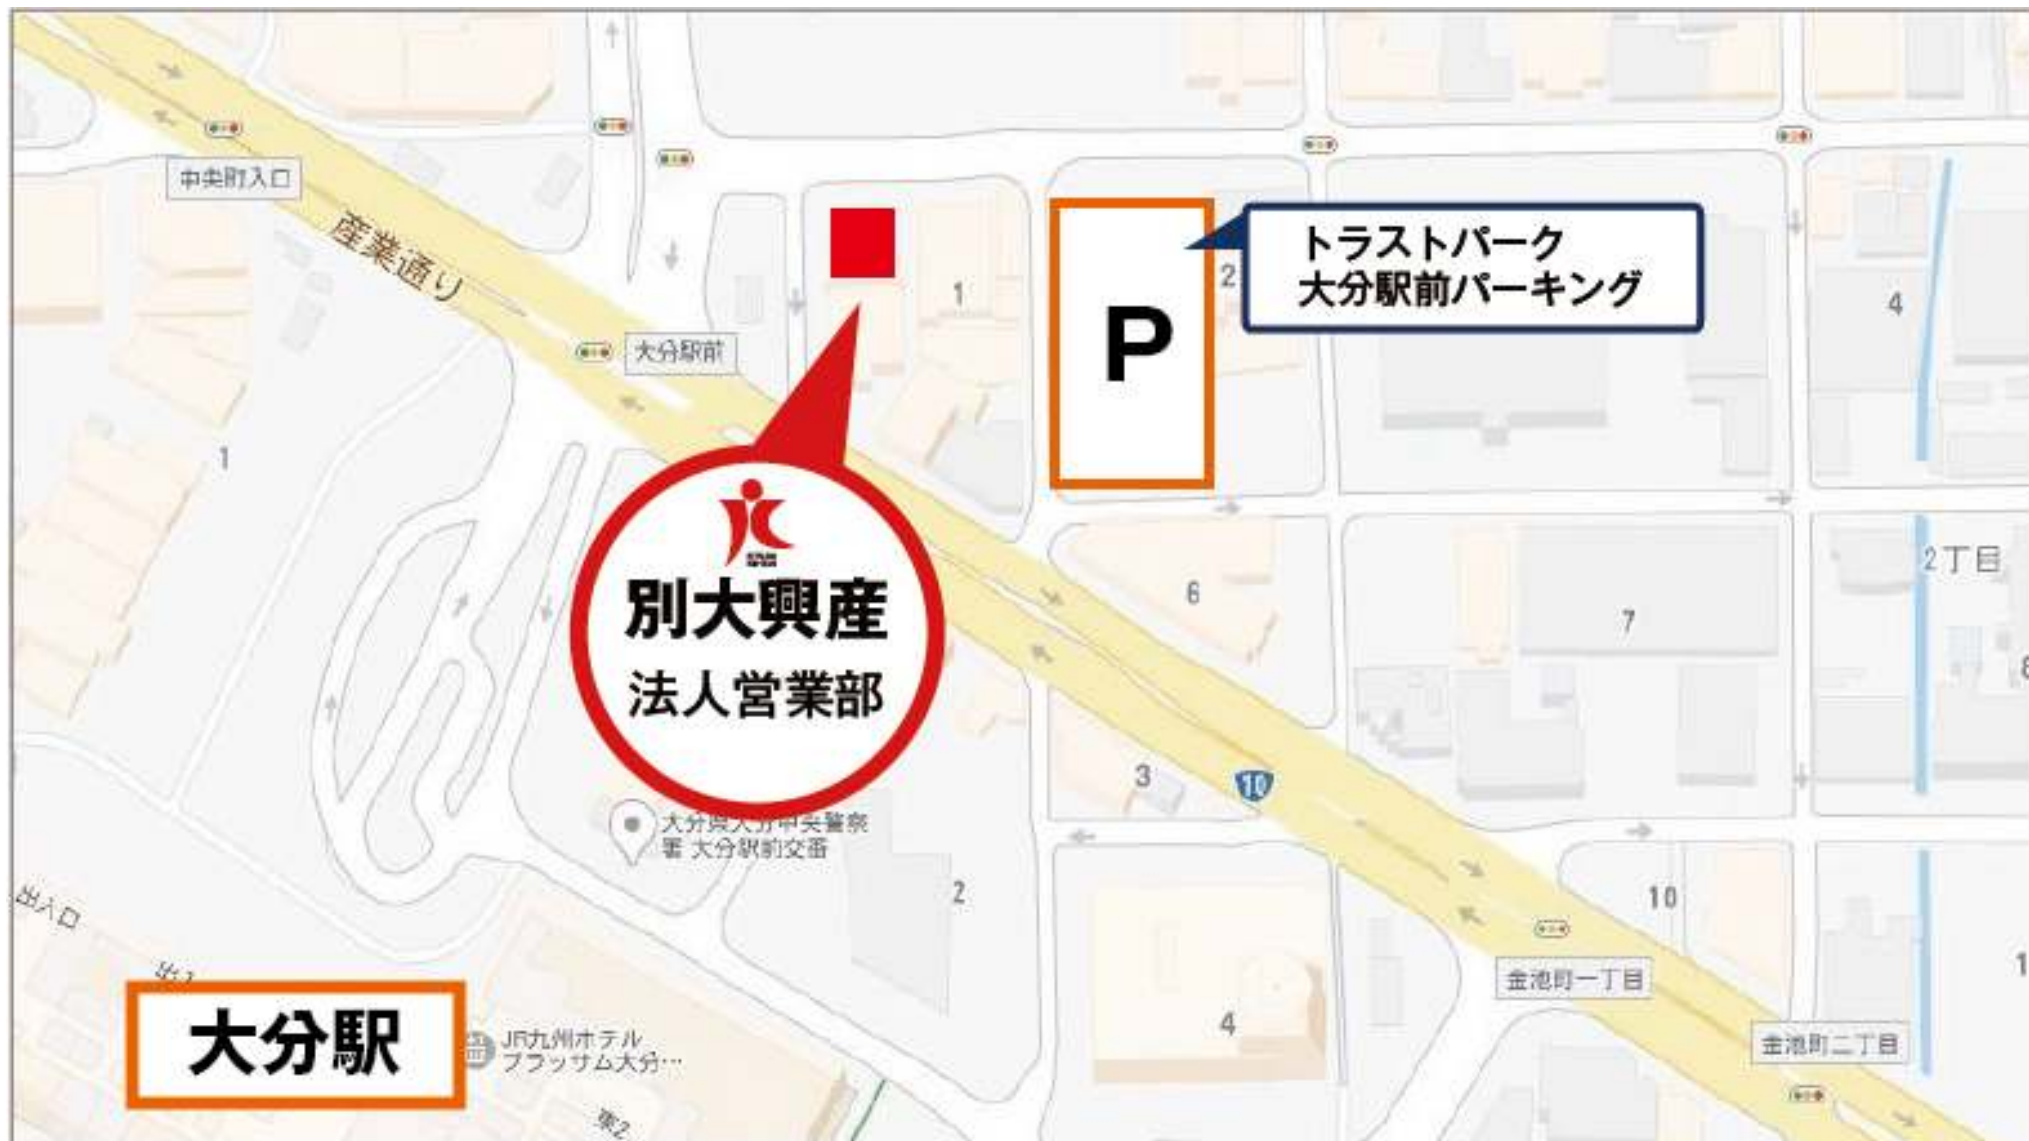 中央町入口
産業通り
トラストパーク
大分駅前パーキング
1
P
2
4
大分駅前
1
別大興産
法人営業部
2丁目
6
7
8
3
10
大分県大分中央警察
署 大分駅前交番
2
10
出入口
金池町一丁目
4
大分駅
JR九州ホテル
ブラッサム大分…
金池町二丁目
東2